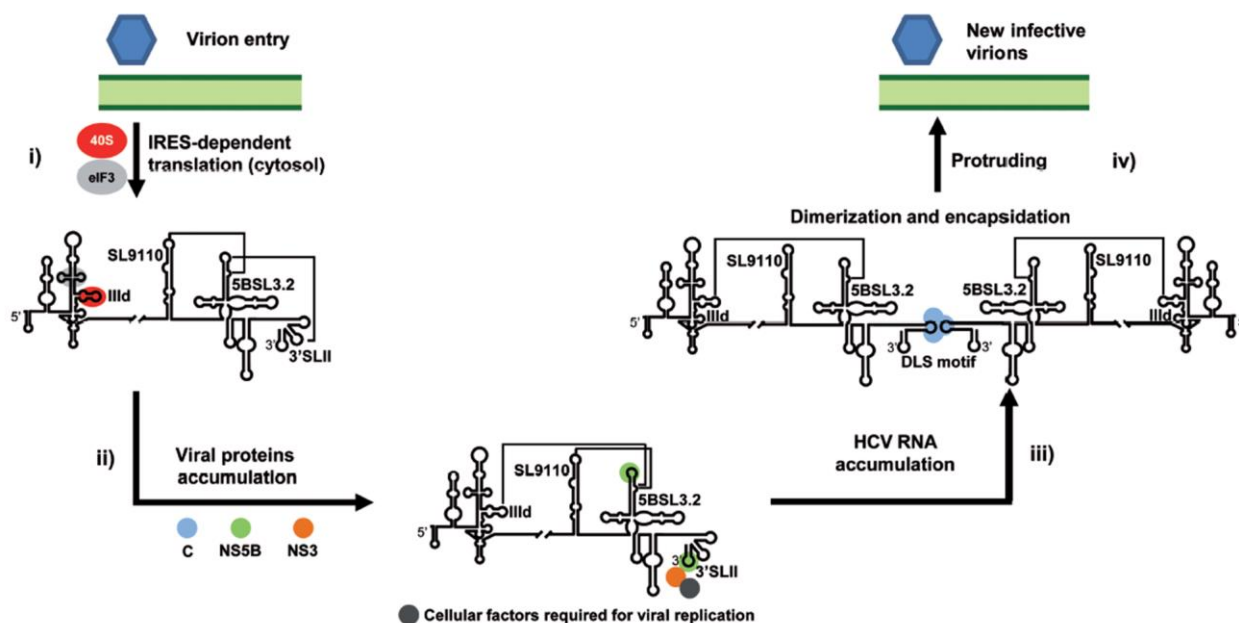 Virion entry
i)
40S
eIF3
IRES-dependent
translation (cytosol)
SL9110
5BSL3.2
IIId
5'
3'
3'SLII
ii)
Viral proteins
accumulation
C
NS5B
NS3
SL9110
5BSL3.2
IIId
5'
3'
3'SLII
Cellular factors required for viral replication
HCV RNA
accumulation
iii)
New infective
virions
Protruding
iv)
Dimerization and encapsidation
SL9110
SL9110
5BSL3.2
5BSL3.2
IIId
IIId
5'
5'
3'
3'
DLS motif